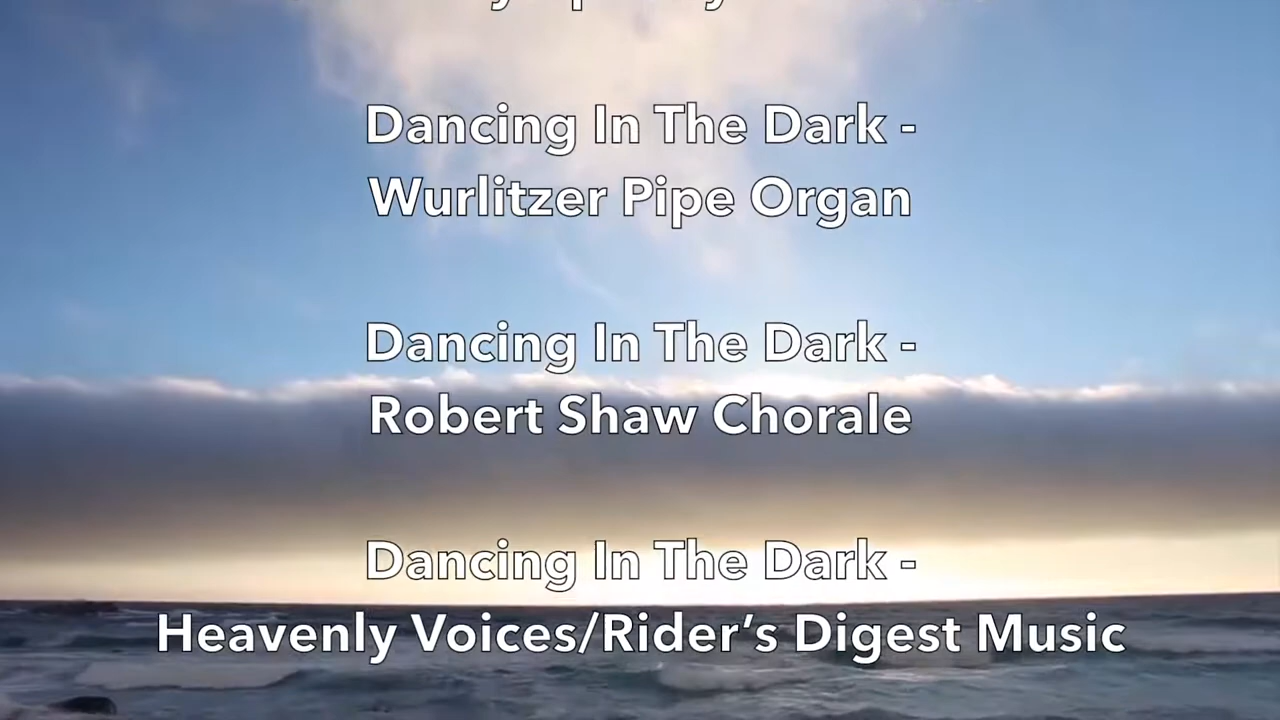 Dancing In The Dark -
Wurlitzer Pipe Organ
Dancing In The Dark -
Robert Shaw Chorale
Dancing In The Dark -
Heavenly Voices/Rider’s Digest Music